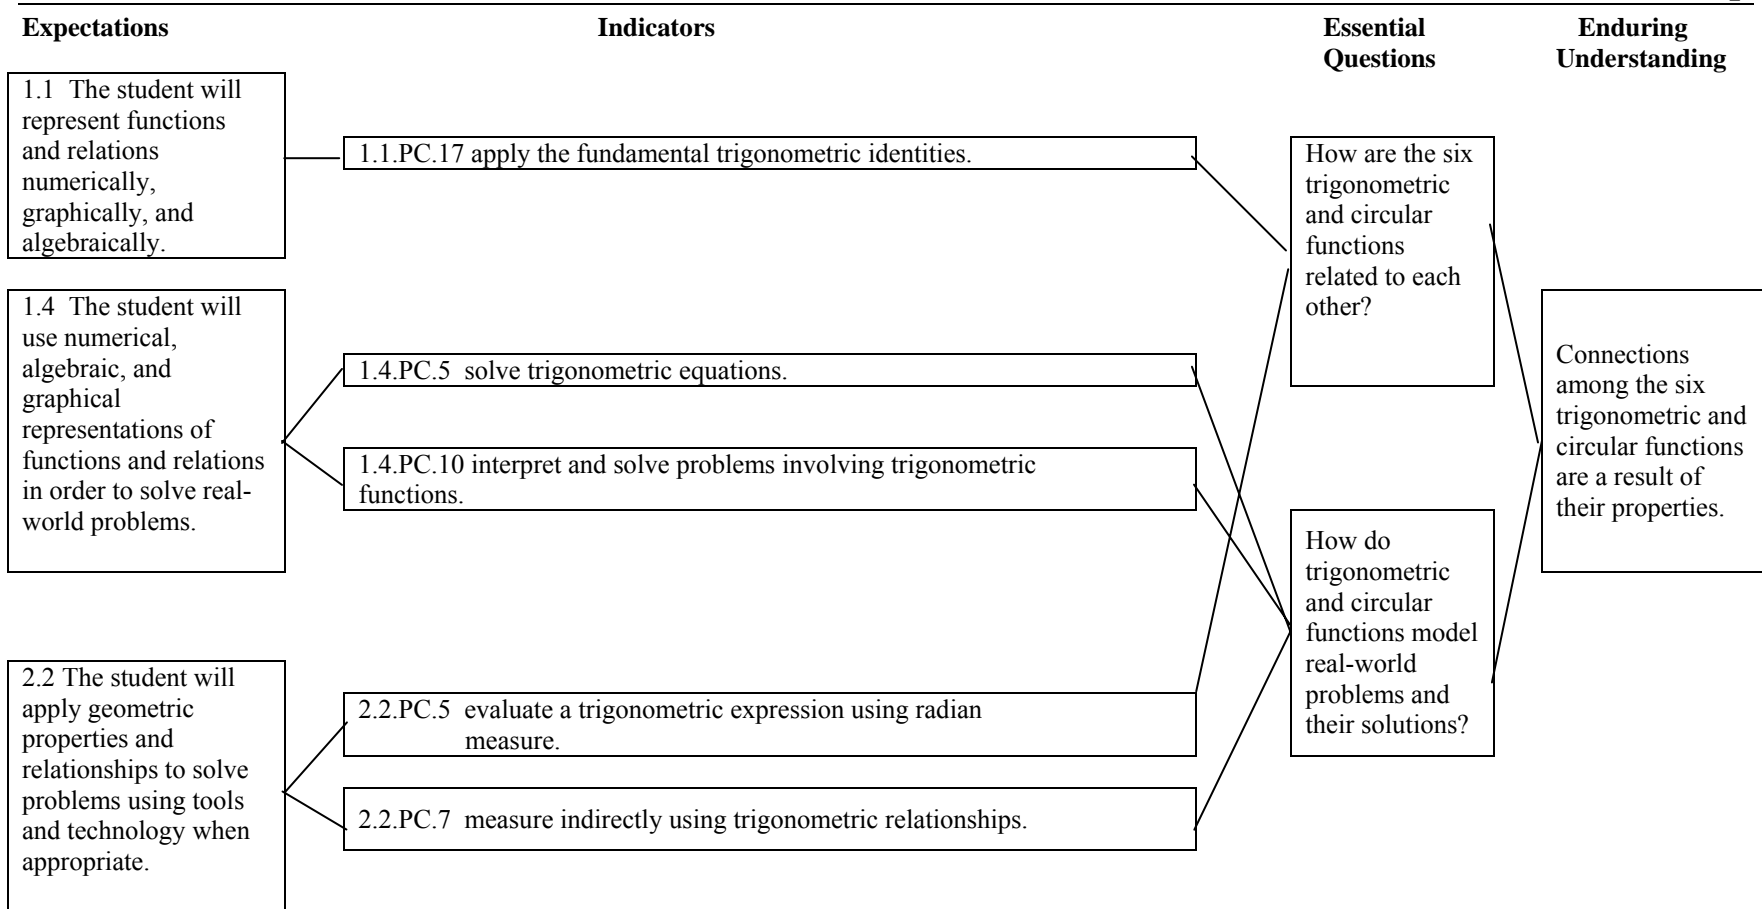 Expectations
Indicators
Essential
Questions
Enduring
Understanding
1.1 The student will
represent functions
and relations
numerically,
graphically, and
algebraically.
1.1.PC.17 apply the fundamental trigonometric identities.
How are the six
trigonometric
and circular
functions
related to each
other?
1.4 The student will
use numerical,
algebraic, and
graphical
representations of
functions and relations
in order to solve real-
world problems.
1.4.PC.5 solve trigonometric equations.
1.4.PC.10 interpret and solve problems involving trigonometric
functions.
Connections
among the six
trigonometric and
circular functions
are a result of
their properties.
How do
trigonometric
and circular
functions model
real-world
problems and
their solutions?
2.2 The student will
apply geometric
properties and
relationships to solve
problems using tools
and technology when
appropriate.
2.2.PC.5 evaluate a trigonometric expression using radian
measure.
2.2.PC.7 measure indirectly using trigonometric relationships.